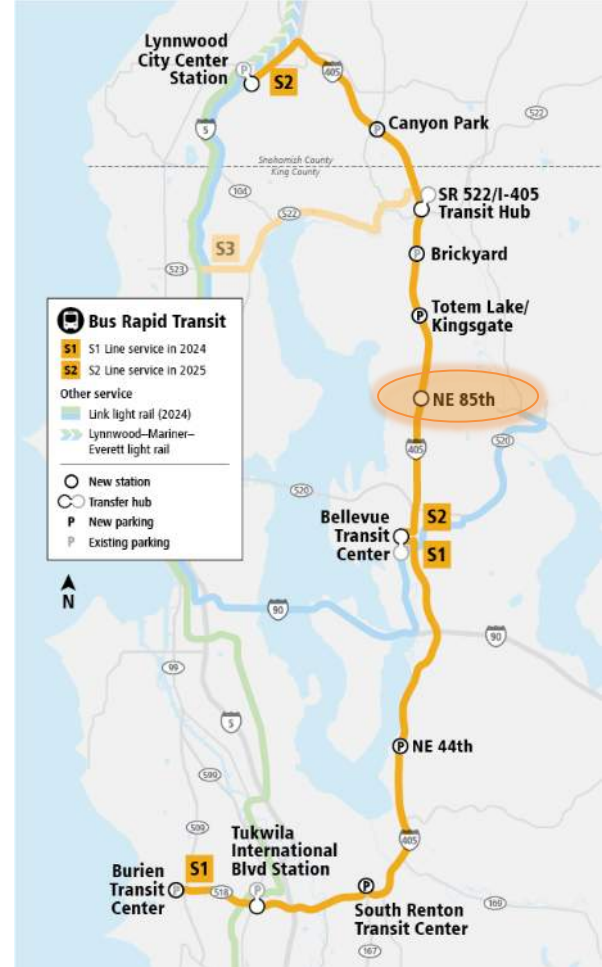 Lynnwood
City Center
Station
P
S2
405
5
P
Canyon Park
522
Snohomish County
King County
104
SR 522/I-405
Transit Hub
522
S3
523
P
Brickyard
P
Totem Lake/
Kingsgate
Bus Rapid Transit
S1 S1 Line service in 2024
S2 S2 Line service in 2025
Other service
Link light rail (2024)
Lynnwood–Mariner–
Everett light rail
New station
Transfer hub
P New parking
P Existing parking
N
NE 85th
405
520
520
Bellevue
Transit
Center
S2
S1
90
90
99
5
P
NE 44th
599
509
405
Tukwila
International
Blvd Station
P
Burien
Transit
Center
P
S1
518
P
South Renton
Transit Center
169
167